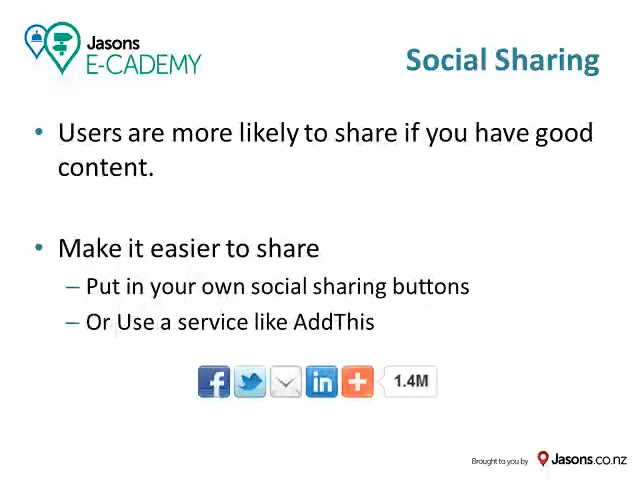 Jasons
E-CADEMY
Social Sharing
• Users are more likely to share if you have good
content.
• Make it easier to share
– Put in your own social sharing buttons
– Or Use a service like AddThis
f in + 1.4M
Brought to you by Jasons.co.nz